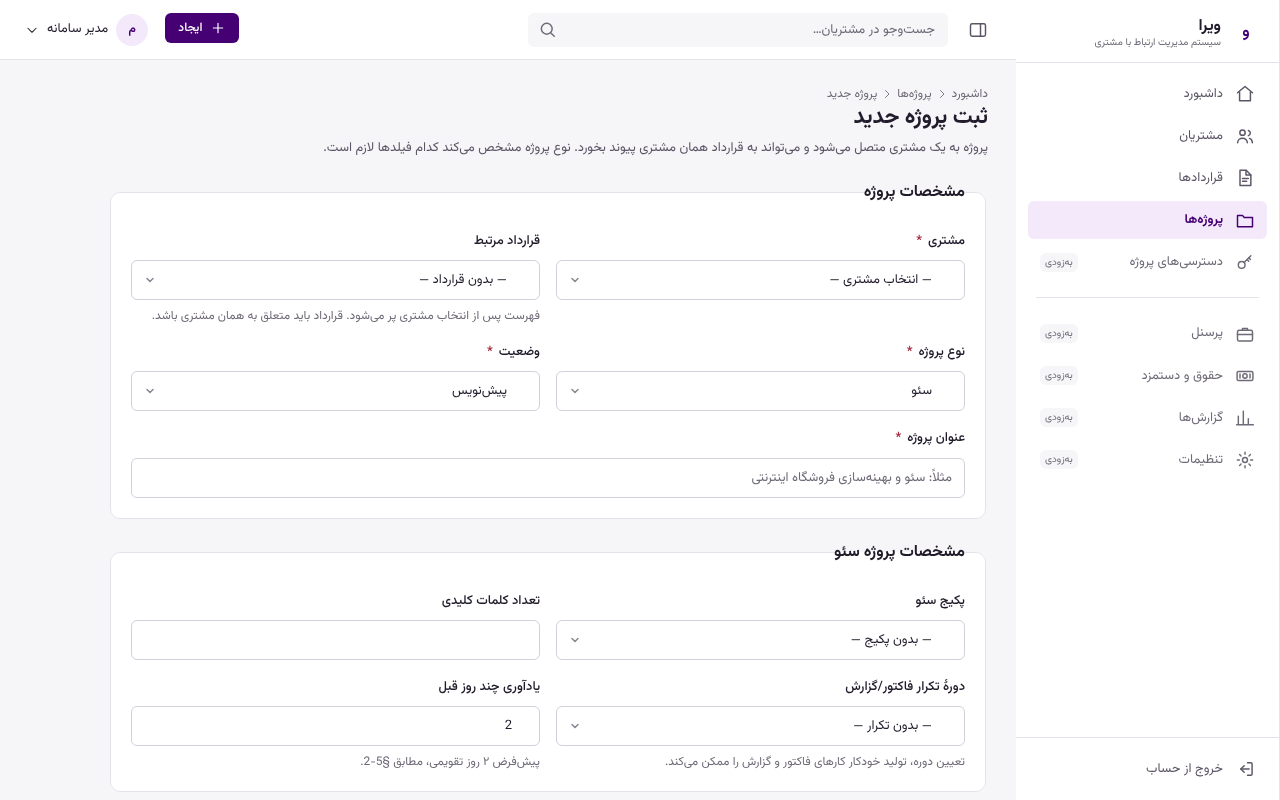 و
ویرا
سیستم مدیریت ارتباط با مشتری
داشبورد
مشتریان
قراردادها
پروژه‌ها
دسترسی‌های پروژه
به‌زودی
پرسنل
به‌زودی
حقوق و دستمزد
به‌زودی
گزارش‌ها
به‌زودی
تنظیمات
به‌زودی
خروج از حساب
جست‌وجو در مشتریان...
ایجاد
م
مدیر سامانه
داشبورد
پروژه‌ها
پروژه جدید
ثبت پروژه جدید
پروژه به یک مشتری متصل می‌شود و می‌تواند به قرارداد همان مشتری پیوند بخورد. نوع پروژه مشخص می‌کند کدام فیلدها لازم است.
مشخصات پروژه
مشتری *
قرارداد مرتبط
— انتخاب مشتری —
— بدون قرارداد —
فهرست پس از انتخاب مشتری پر می‌شود. قرارداد باید متعلق به همان مشتری باشد.
نوع پروژه *
وضعیت *
سئو
پیش‌نویس
عنوان پروژه *
مثلاً: سئو و بهینه‌سازی فروشگاه اینترنتی
مشخصات پروژه سئو
پکیج سئو
تعداد کلمات کلیدی
— بدون پکیج —
دورهٔ تکرار فاکتور/گزارش
یادآوری چند روز قبل
— بدون تکرار —
2
تعیین دوره، تولید خودکار کارهای فاکتور و گزارش را ممکن می‌کند.
پیش‌فرض ۲ روز تقویمی، مطابق §5-2.